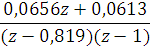 0,0656z + 0,0613
(z − 0,819)(z − 1)